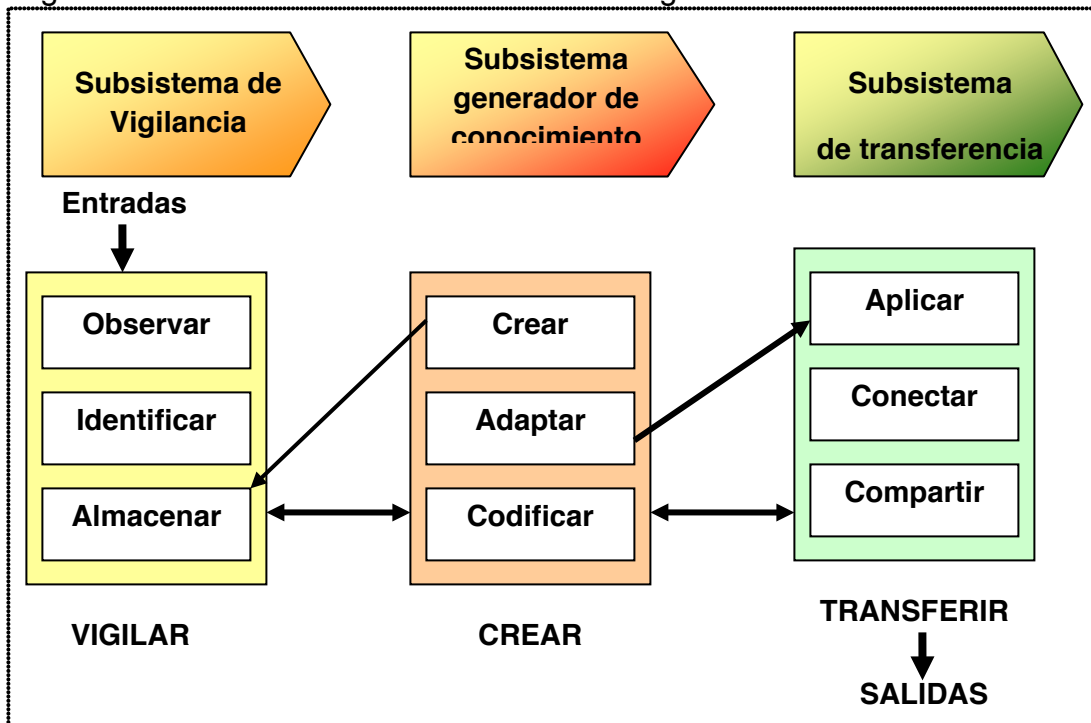 Subsistema de
Vigilancia
Subsistema
generador de
conocimiento
Subsistema
de transferencia
Entradas
Observar
Identificar
Almacenar
VIGILAR
Crear
Adaptar
Codificar
CREAR
Aplicar
Conectar
Compartir
TRANSFERIR
SALIDAS